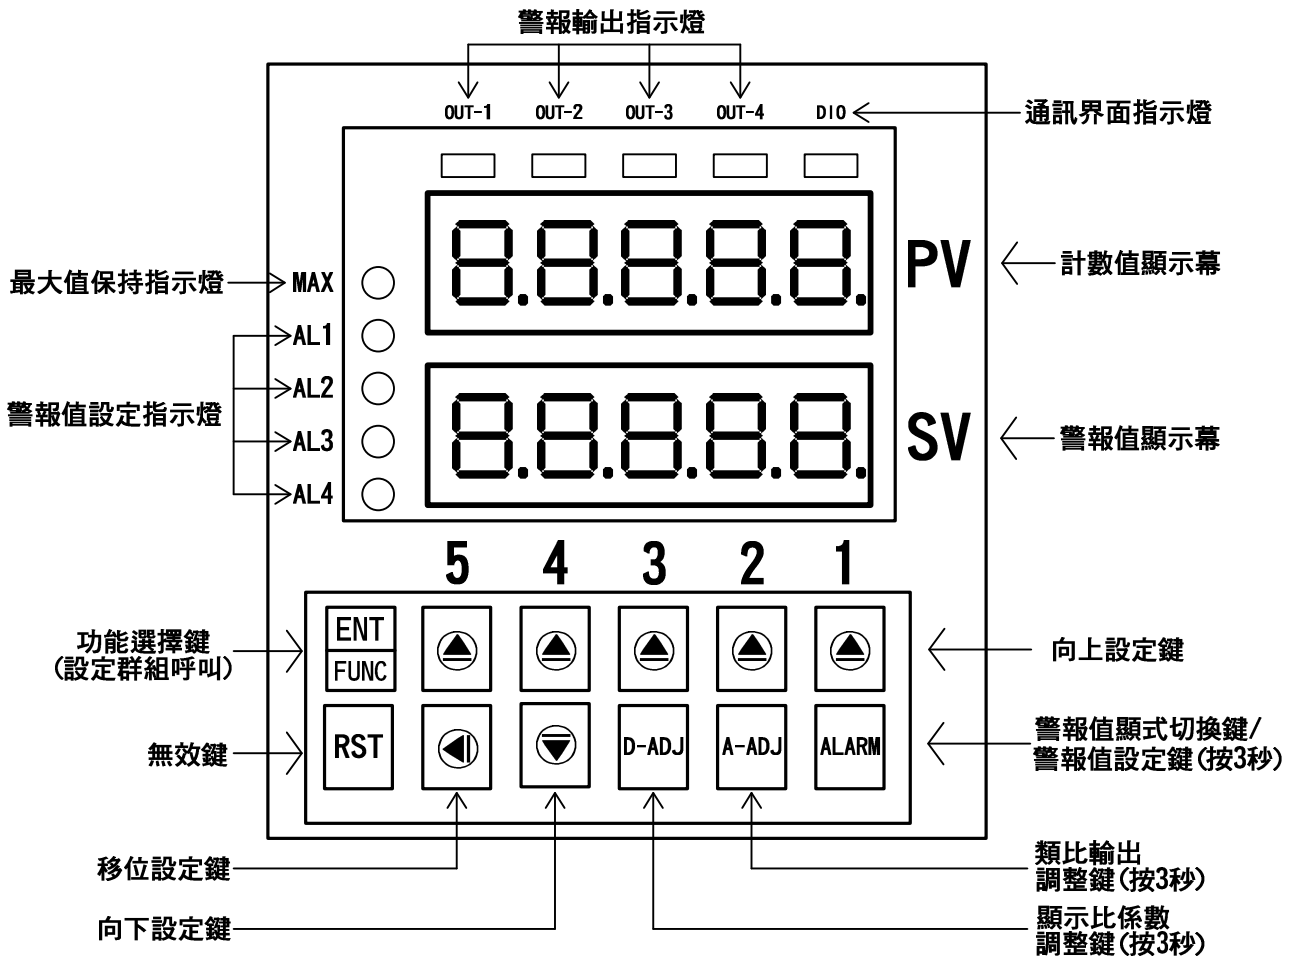 警報輸出指示燈
OUT-1 OUT-2 OUT-3 OUT-4 DIO
通訊界面指示燈
PV
計數值顯示幕
最大值保持指示燈
MAX
AL1
AL2
警報值設定指示燈
AL3
AL4
SV
警報值顯示幕
5 4 3 2 1
功能選擇鍵
(設定群組呼叫)
ENT
FUNC
向上設定鍵
無效鍵
RST
D-ADJ
A-ADJ
ALARM
警報值顯式切換鍵/
警報值設定鍵(按3秒)
移位設定鍵
類比輸出
調整鍵(按3秒)
向下設定鍵
顯示比係數
調整鍵(按3秒)